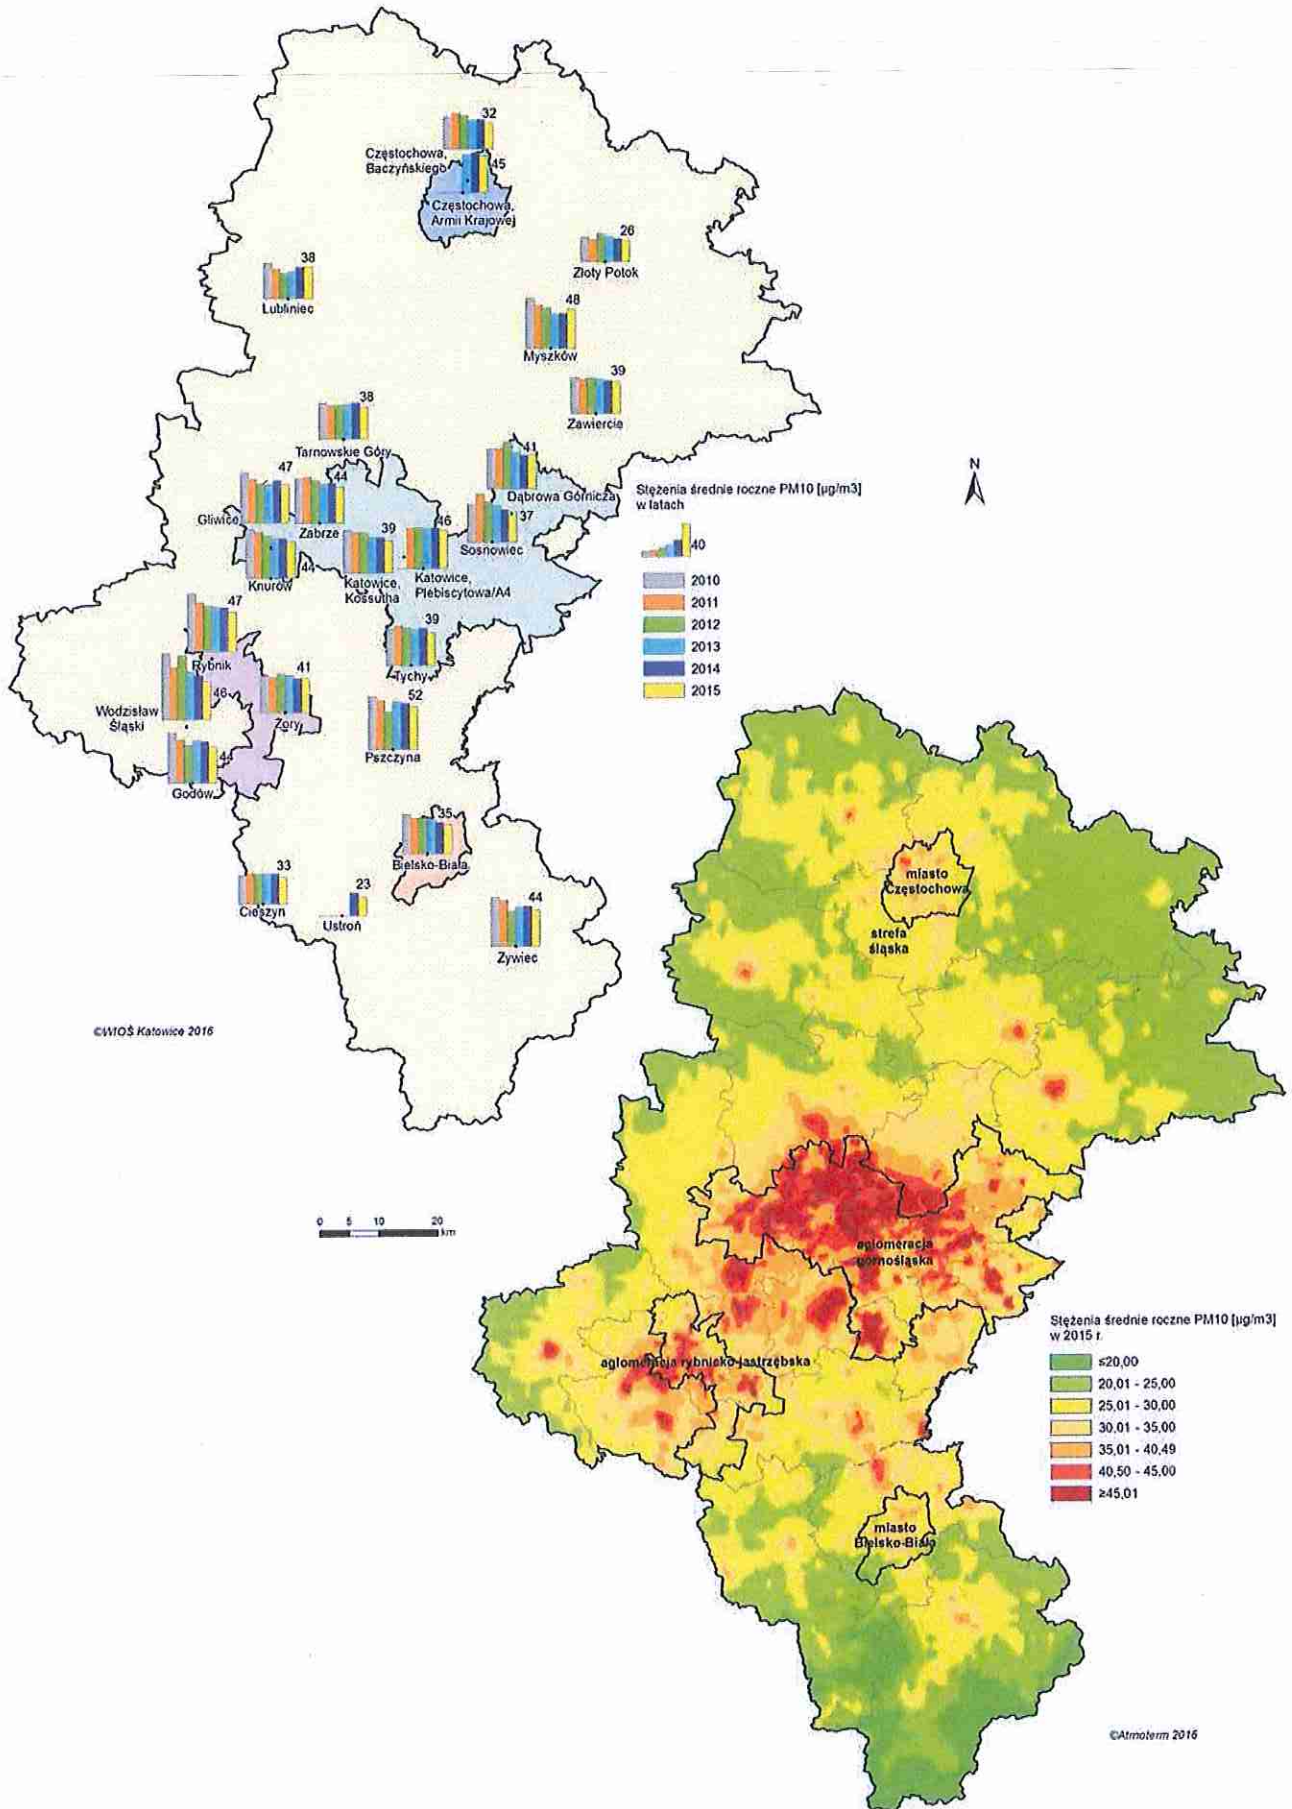 32
Częstochowa,
Baczyńskiego
45
Częstochowa,
Armii Krajowej
26
Złoty Potok
38
Lubliniec
48
Myszków
39
Zawiercie
38
Tarnowskie Góry
41
Dąbrowa Górnicza
47
Gliwice
44
Zabrze
37
Sosnowiec
44
Knurów
39
Katowice,
Kossutha
46
Katowice,
Plebiscytowa/A4
47
Rybnik
39
Tychy
46
Wodzisław
Śląski
41
Żory
52
Pszczyna
44
Godów
35
Bielsko-Biała
33
Cieszyn
23
Ustroń
44
Żywiec
©WIOŚ Katowice 2016
N
Stężenia średnie roczne PM10 [µg/m3]
w latach
40
2010
2011
2012
2013
2014
2015
0 5 10 20
km
miasto
Częstochowa
strefa
śląska
aglomeracja
górnośląska
aglomeracja rybnicko-jastrzębska
miasto
Bielsko-Biała
Stężenia średnie roczne PM10 [µg/m3]
w 2015 r.
≤20,00
20,01 - 25,00
25,01 - 30,00
30,01 - 35,00
35,01 - 40,49
40,50 - 45,00
≥45,01
©Atmoterm 2016